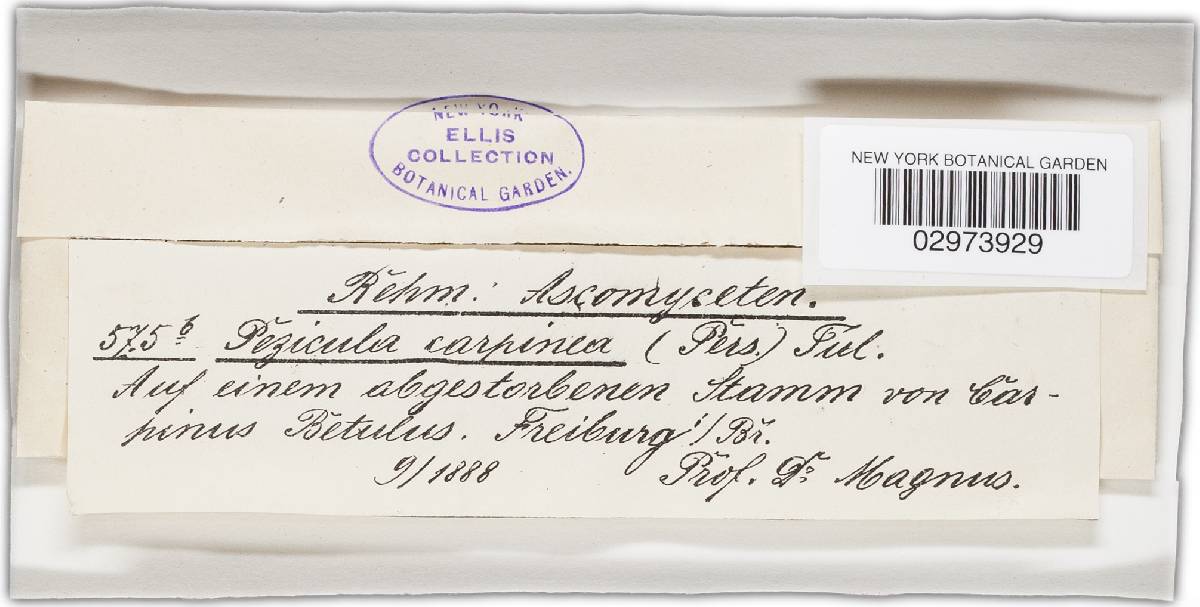 NEW YORK
ELLIS
COLLECTION
BOTANICAL GARDEN.
NEW YORK BOTANICAL GARDEN
02973929
Rehm: Ascomyceten.
575 b Pezicula carpinea (Pers.) Tul.
Auf einem abgestorbenen Stamm von Car-
pinus Betulus. Freiburg i/Br.
9/1888 Prof. Dr. Magnus.